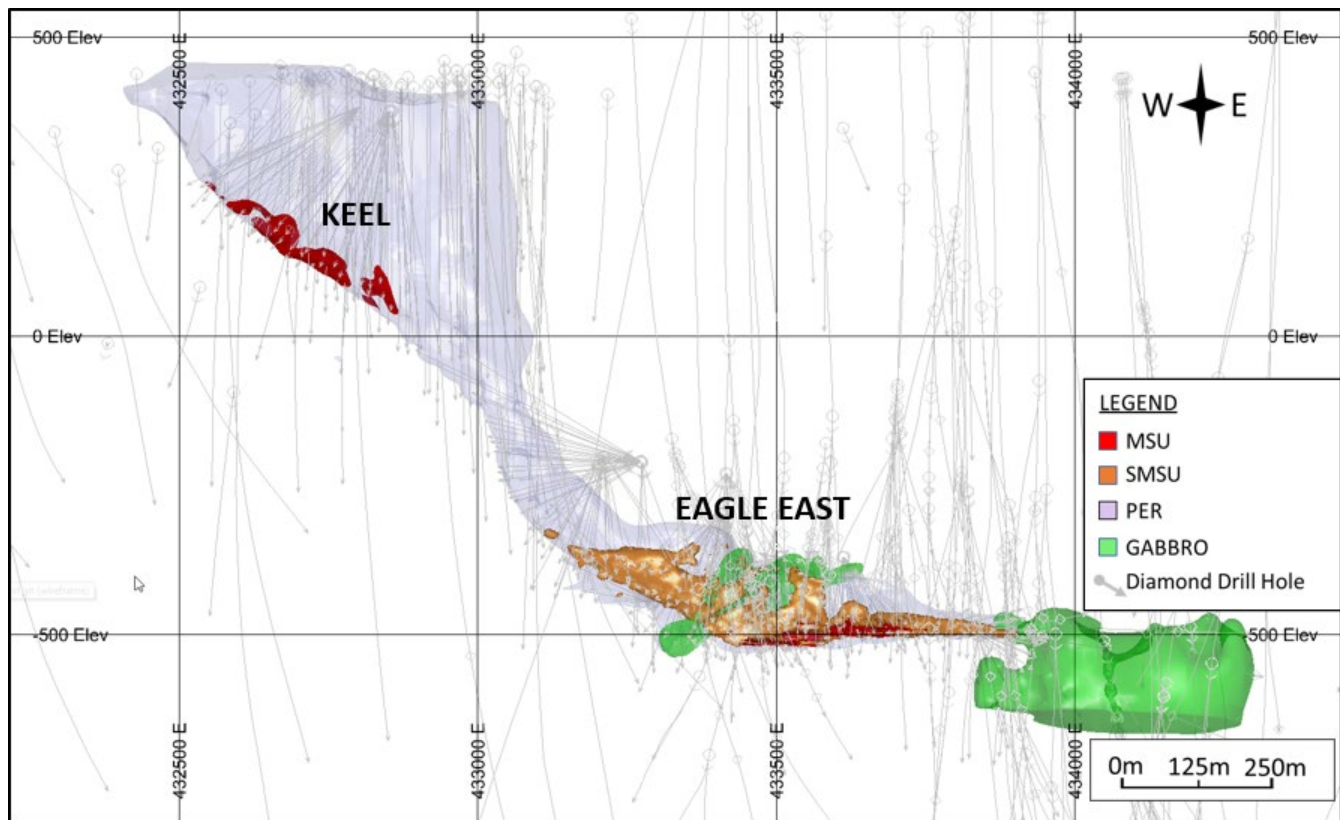 500 Elev
432500 E
433000 E
433500 E
434000 E
500 Elev
W E
KEEL
0 Elev
0 Elev
LEGEND
MSU
SMSU
PER
GABBRO
Diamond Drill Hole
EAGLE EAST
-500 Elev
-500 Elev
432500 E
433000 E
433500 E
434000 E
0m 125m 250m